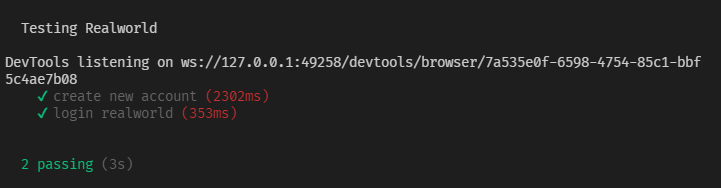 Testing Realworld
DevTools listening on ws://127.0.0.1:49258/devtools/browser/7a535e0f-6598-4754-85c1-bbf
5c4ae7b08
✓ create new account (2302ms)
✓ login realworld (353ms)
2 passing (3s)